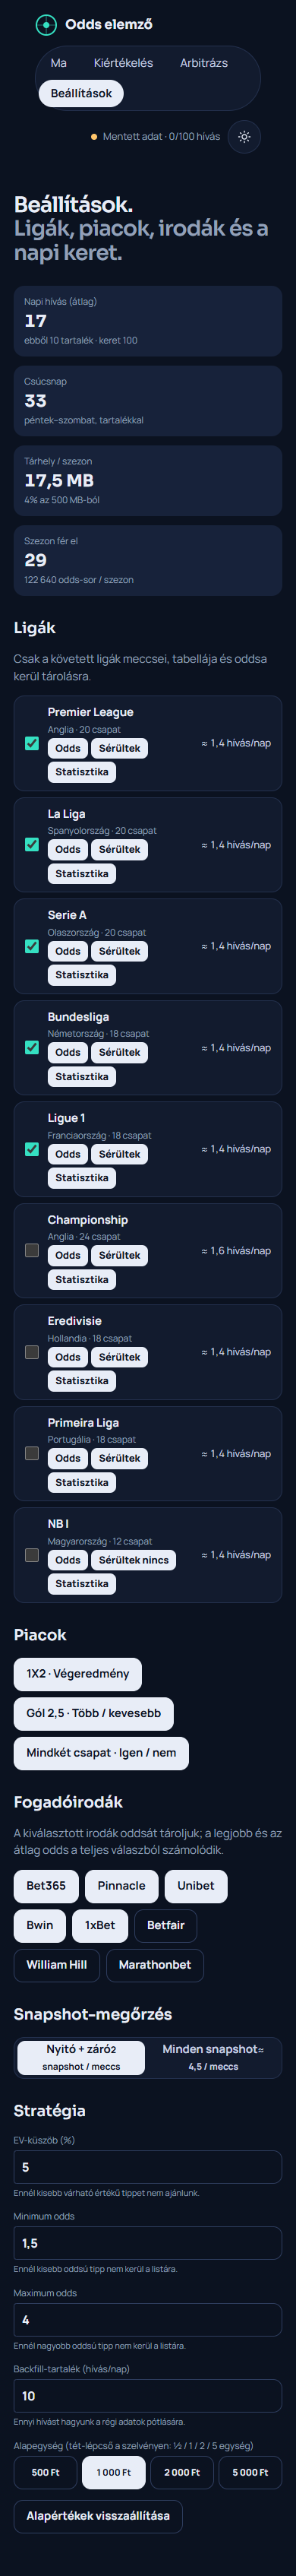 Odds elemző
Ma Kiértékelés Arbitrázs
Beállítások
Mentett adat · 0/100 hívás
Beállítások.
Ligák, piacok, irodák és a
napi keret.
Napi hívás (átlag)
17
ebből 10 tartalék · keret 100
Csúcsnap
33
péntek–szombat, tartalékkal
Tárhely / szezon
17,5 MB
4% az 500 MB-ból
Szezon fér el
29
122 640 odds-sor / szezon
Ligák
Csak a követett ligák meccsei, tabellája és oddsa
kerül tárolásra.
Premier League
Anglia · 20 csapat
Odds Sérültek
Statisztika
≈ 1,4 hívás/nap
La Liga
Spanyolország · 20 csapat
Odds Sérültek
Statisztika
≈ 1,4 hívás/nap
Serie A
Olaszország · 20 csapat
Odds Sérültek
Statisztika
≈ 1,4 hívás/nap
Bundesliga
Németország · 18 csapat
Odds Sérültek
Statisztika
≈ 1,4 hívás/nap
Ligue 1
Franciaország · 18 csapat
Odds Sérültek
Statisztika
≈ 1,4 hívás/nap
Championship
Anglia · 24 csapat
Odds Sérültek
Statisztika
≈ 1,6 hívás/nap
Eredivisie
Hollandia · 18 csapat
Odds Sérültek
Statisztika
≈ 1,4 hívás/nap
Primeira Liga
Portugália · 18 csapat
Odds Sérültek
Statisztika
≈ 1,4 hívás/nap
NB I
Magyarország · 12 csapat
Odds Sérültek nincs
Statisztika
≈ 1,4 hívás/nap
Piacok
1X2 · Végeredmény
Gól 2,5 · Több / kevesebb
Mindkét csapat · Igen / nem
Fogadóirodák
A kiválasztott irodák oddsát tároljuk; a legjobb és az
átlag odds a teljes válaszból számolódik.
Bet365 Pinnacle Unibet
Bwin 1xBet Betfair
William Hill Marathonbet
Snapshot-megőrzés
Nyitó + záró2
snapshot / meccs
Minden snapshot≈
4,5 / meccs
Stratégia
EV-küszöb (%)
5
Ennél kisebb várható értékű tippet nem ajánlunk.
Minimum odds
1,5
Ennél kisebb oddsú tipp nem kerül a listára.
Maximum odds
4
Ennél nagyobb oddsú tipp nem kerül a listára.
Backfill-tartalék (hívás/nap)
10
Ennyi hívást hagyunk a régi adatok pótlására.
Alapegység (tét-lépcső a szelvényen: ½ / 1 / 2 / 5 egység)
500 Ft 1 000 Ft 2 000 Ft 5 000 Ft
Alapértékek visszaállítása